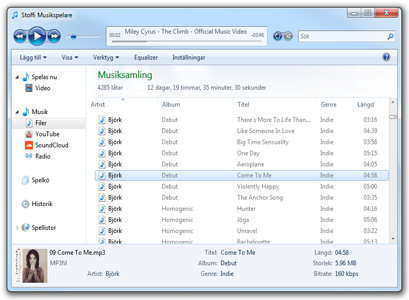 Stoffi Musikspelare
Miley Cyrus - The Climb - Official Music Video
00:02
-03:45
Sök
Lägg till
Visa
Verktyg
Equalizer
Inställningar
Spelas nu
Video
Musik
Filer
YouTube
SoundCloud
Radio
Spelkö
Historik
Spellistor
Musiksamling
4285 låtar 12 dagar, 19 timmar, 35 minuter, 30 sekunder
Artist Album Titel Genre Längd
Björk Debut There's More To Life Than... Indie 03:16
Björk Debut Like Someone In Love Indie 04:39
Björk Debut Big Time Sensuality Indie 05:00
Björk Debut One Day Indie 05:15
Björk Debut Aeroplane Indie 04:05
Björk Debut Come To Me Indie 04:58
Björk Debut Violently Happy Indie 05:00
Björk Debut The Anchor Song Indie 03:35
Björk Homogenic Hunter Indie 04:16
Björk Homogenic Jóga Indie 05:06
Björk Homogenic Unravel Indie 03:22
Björk Homogenic Bachelorette Indie 05:13
09 Come To Me.mp3 Titel: Come To Me Längd: 04:58
MP3fil Album: Debut Storlek: 5.96 MB
Artist: Björk Genre: Indie Bitrate: 160 kbps